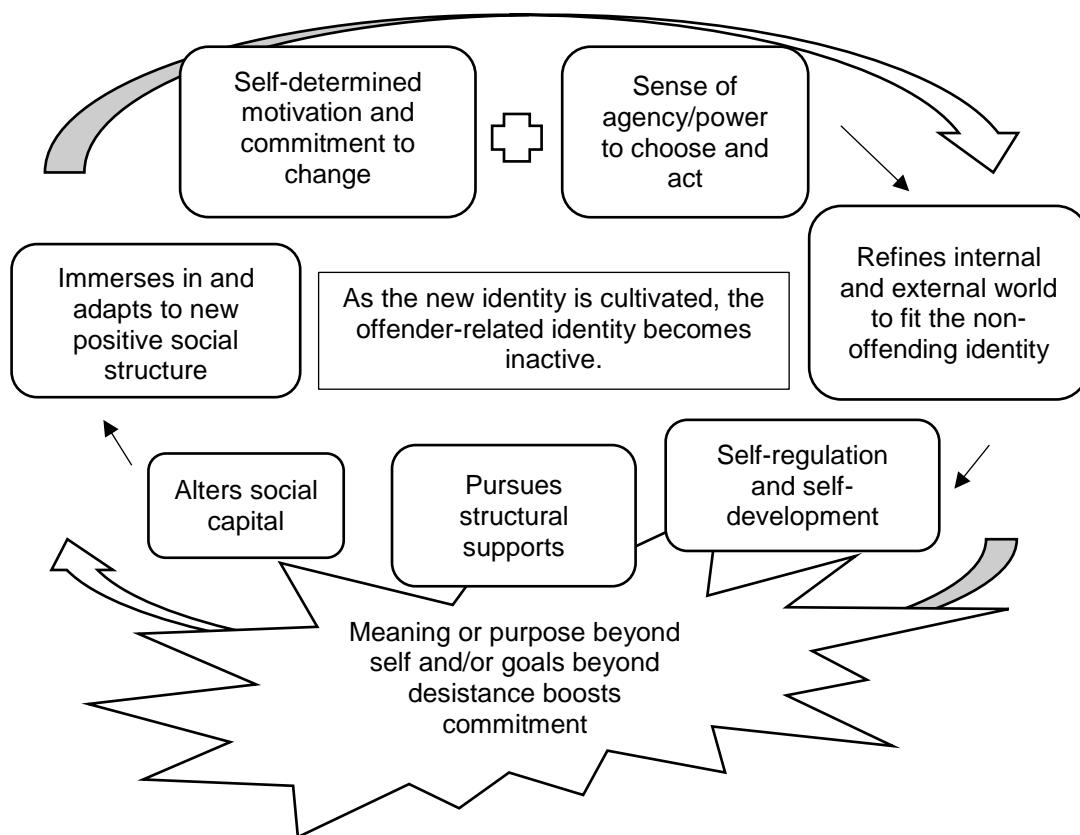 Self-determined
motivation and
commitment to
change
Sense of
agency/power
to choose and
act
Refines internal
and external world
to fit the non-
offending identity
Immerses in and
adapts to new
positive social
structure
As the new identity is cultivated, the
offender-related identity becomes
inactive.
Self-regulation
and self-
development
Pursues
structural
supports
Alters social
capital
Meaning or purpose beyond
self and/or goals beyond
desistance boosts
commitment